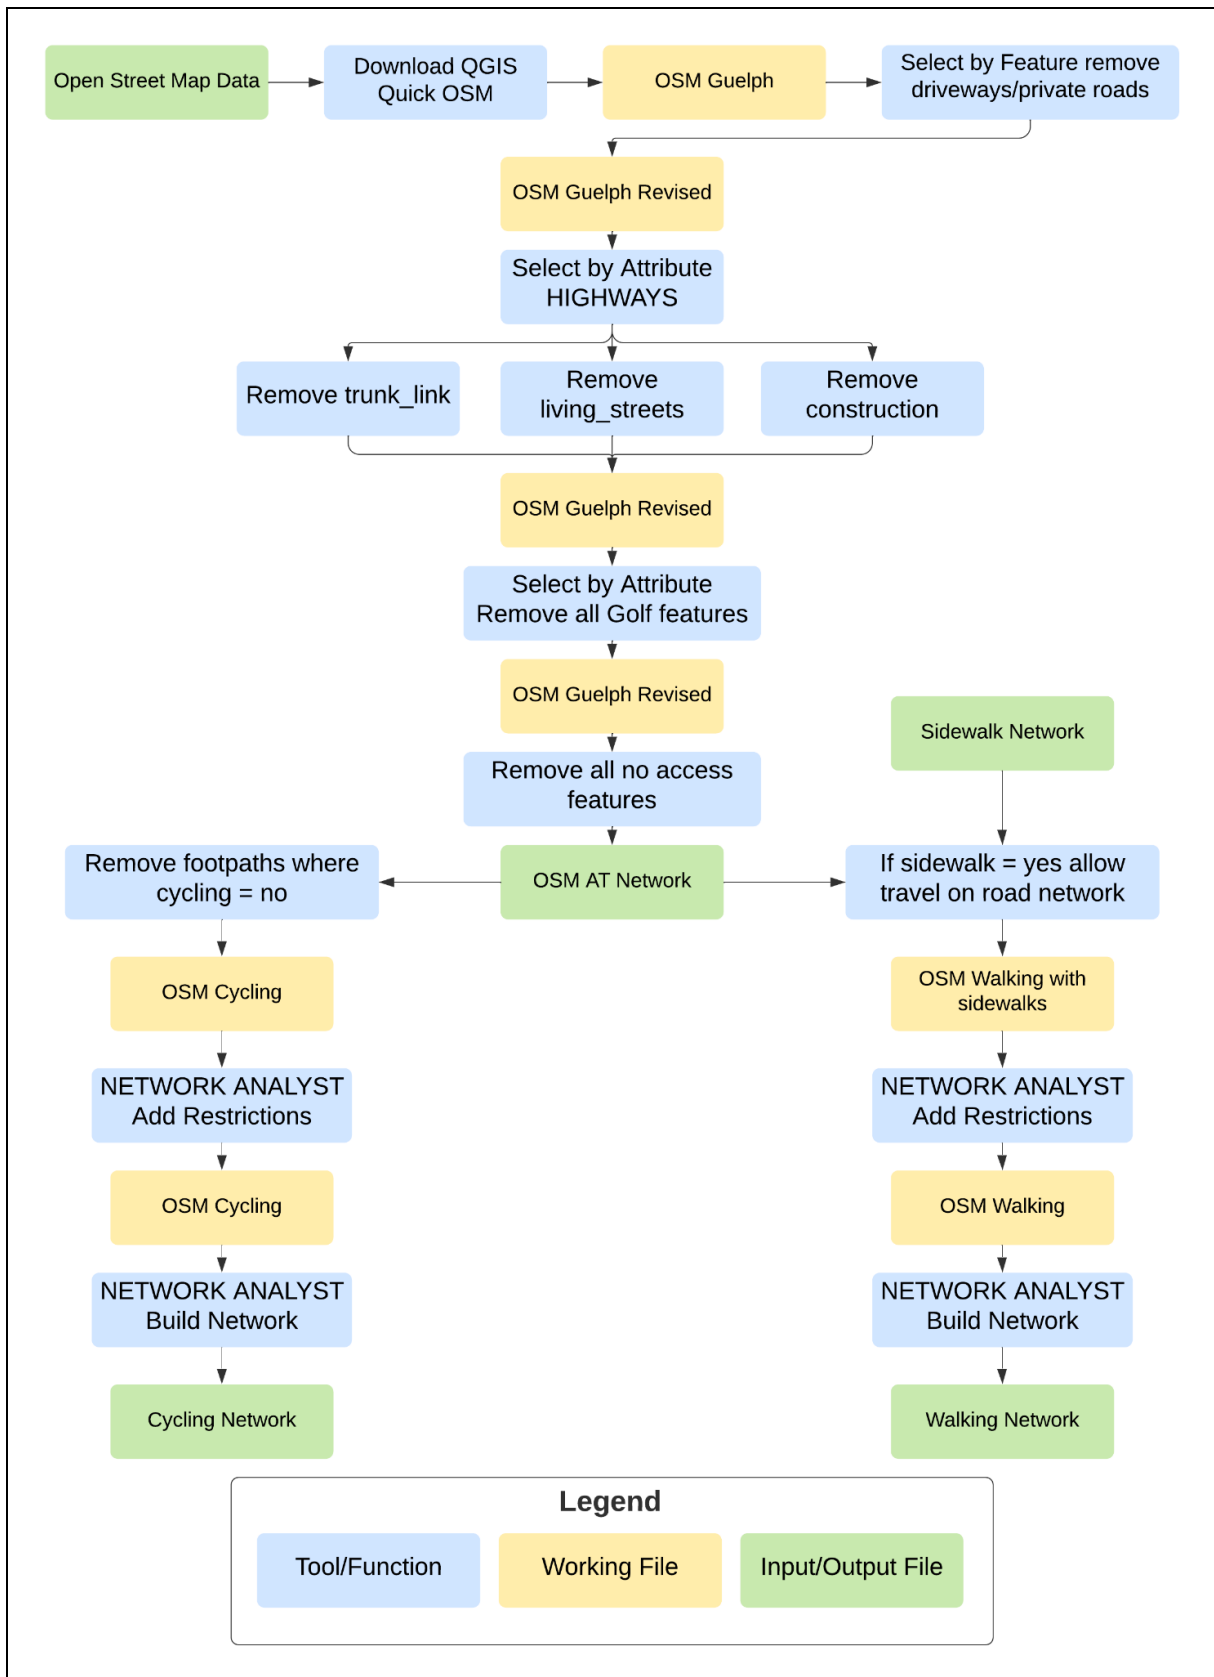 Open Street Map Data
Download QGIS
Quick OSM
OSM Guelph
Select by Feature remove
driveways/private roads
OSM Guelph Revised
Select by Attribute
HIGHWAYS
Remove trunk_link
Remove
living_streets
Remove
construction
OSM Guelph Revised
Select by Attribute
Remove all Golf features
OSM Guelph Revised
Sidewalk Network
Remove all no access
features
Remove footpaths where
cycling = no
OSM AT Network
If sidewalk = yes allow
travel on road network
OSM Cycling
OSM Walking with
sidewalks
NETWORK ANALYST
Add Restrictions
NETWORK ANALYST
Add Restrictions
OSM Cycling
OSM Walking
NETWORK ANALYST
Build Network
NETWORK ANALYST
Build Network
Cycling Network
Walking Network
Legend
Tool/Function
Working File
Input/Output File